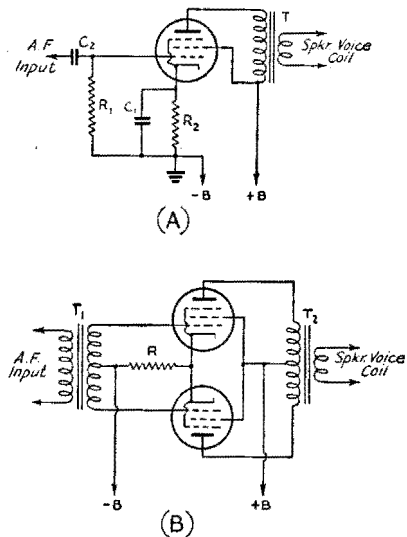 A.F.
Input
C₂
R₁
C₁
R₂
T
Spkr. Voice
Coil
-B
+B
(A)
T₁
A.F.
Input
R
T₂
Spkr. Voice
Coil
-B
+B
(B)